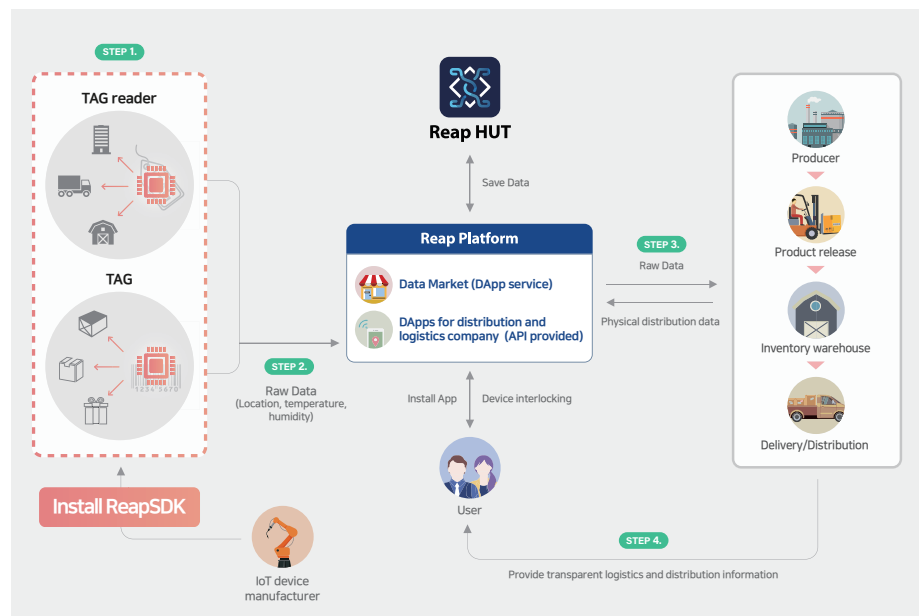 STEP 1.
TAG reader
TAG
1234 5670
Install ReapSDK
IoT device
manufacturer
STEP 2.
Raw Data
(Location, temperature,
humidity)
Reap HUT
Save Data
Reap Platform
Data Market (DApp service)
DApps for distribution and
logistics company (API provided)
Install App
Device interlocking
User
STEP 3.
Raw Data
Physical distribution data
Producer
Product release
Inventory warehouse
Delivery/Distribution
STEP 4.
Provide transparent logistics and distribution information